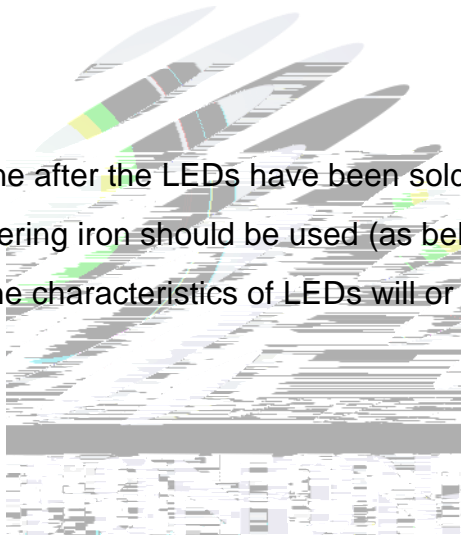 ne after the LEDs have been sold
ering iron should be used (as bel
ne characteristics of LEDs will or